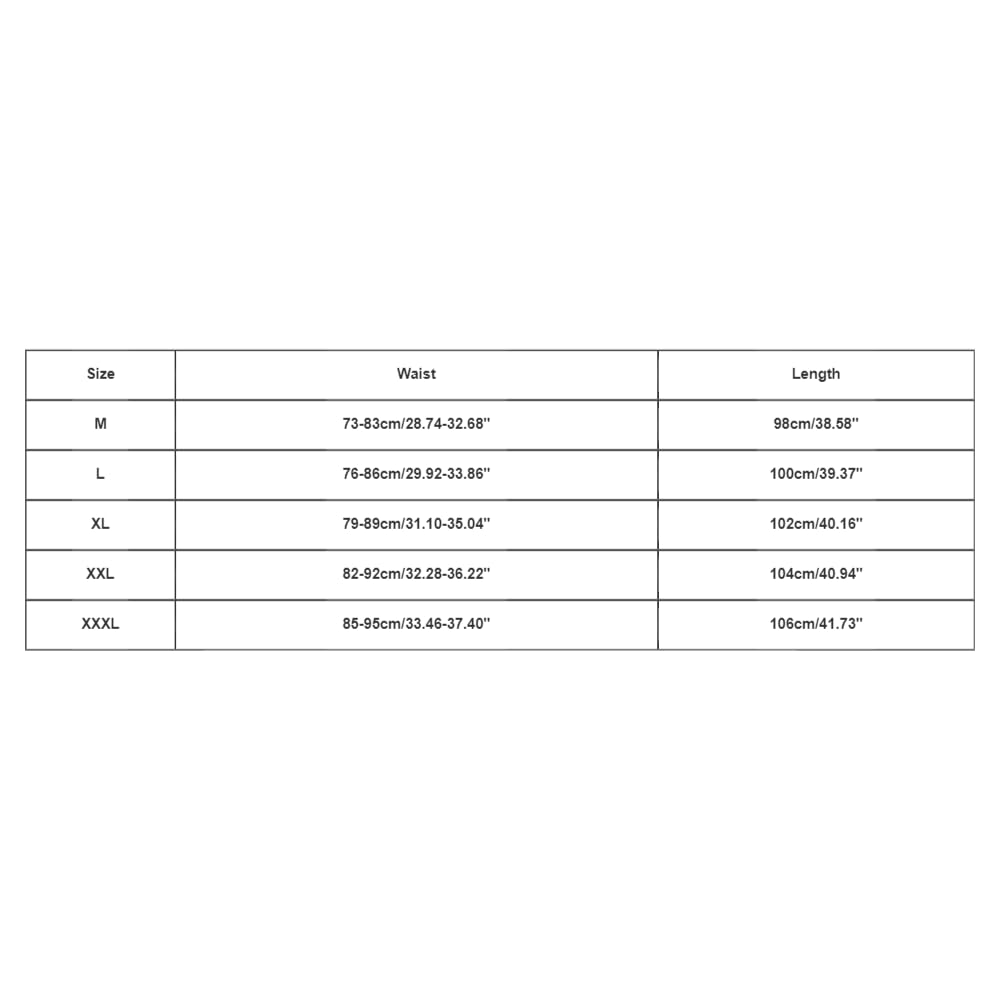 Size Waist Length
M 73-83cm/28.74-32.68" 98cm/38.58"
L 76-86cm/29.92-33.86" 100cm/39.37"
XL 79-89cm/31.10-35.04" 102cm/40.16"
XXL 82-92cm/32.28-36.22" 104cm/40.94"
XXXL 85-95cm/33.46-37.40" 106cm/41.73"